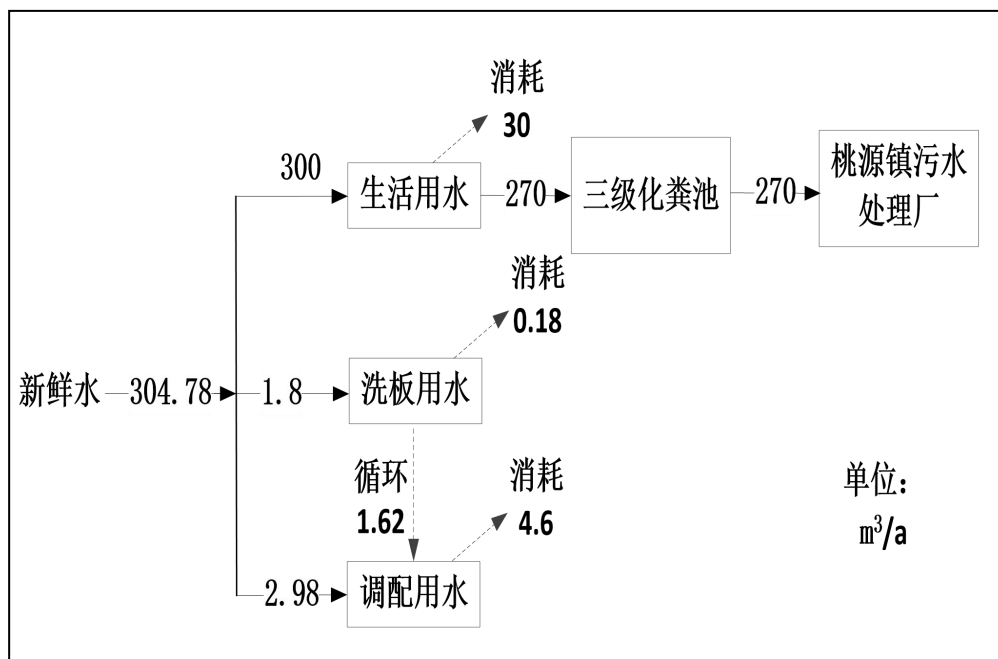 消耗
30
300
生活用水
270
三级化粪池
270
桃源镇污水
处理厂
消耗
0.18
新鲜水
304.78
1.8
洗板用水
循环
1.62
消耗
4.6
单位：
m³/a
2.98
调配用水